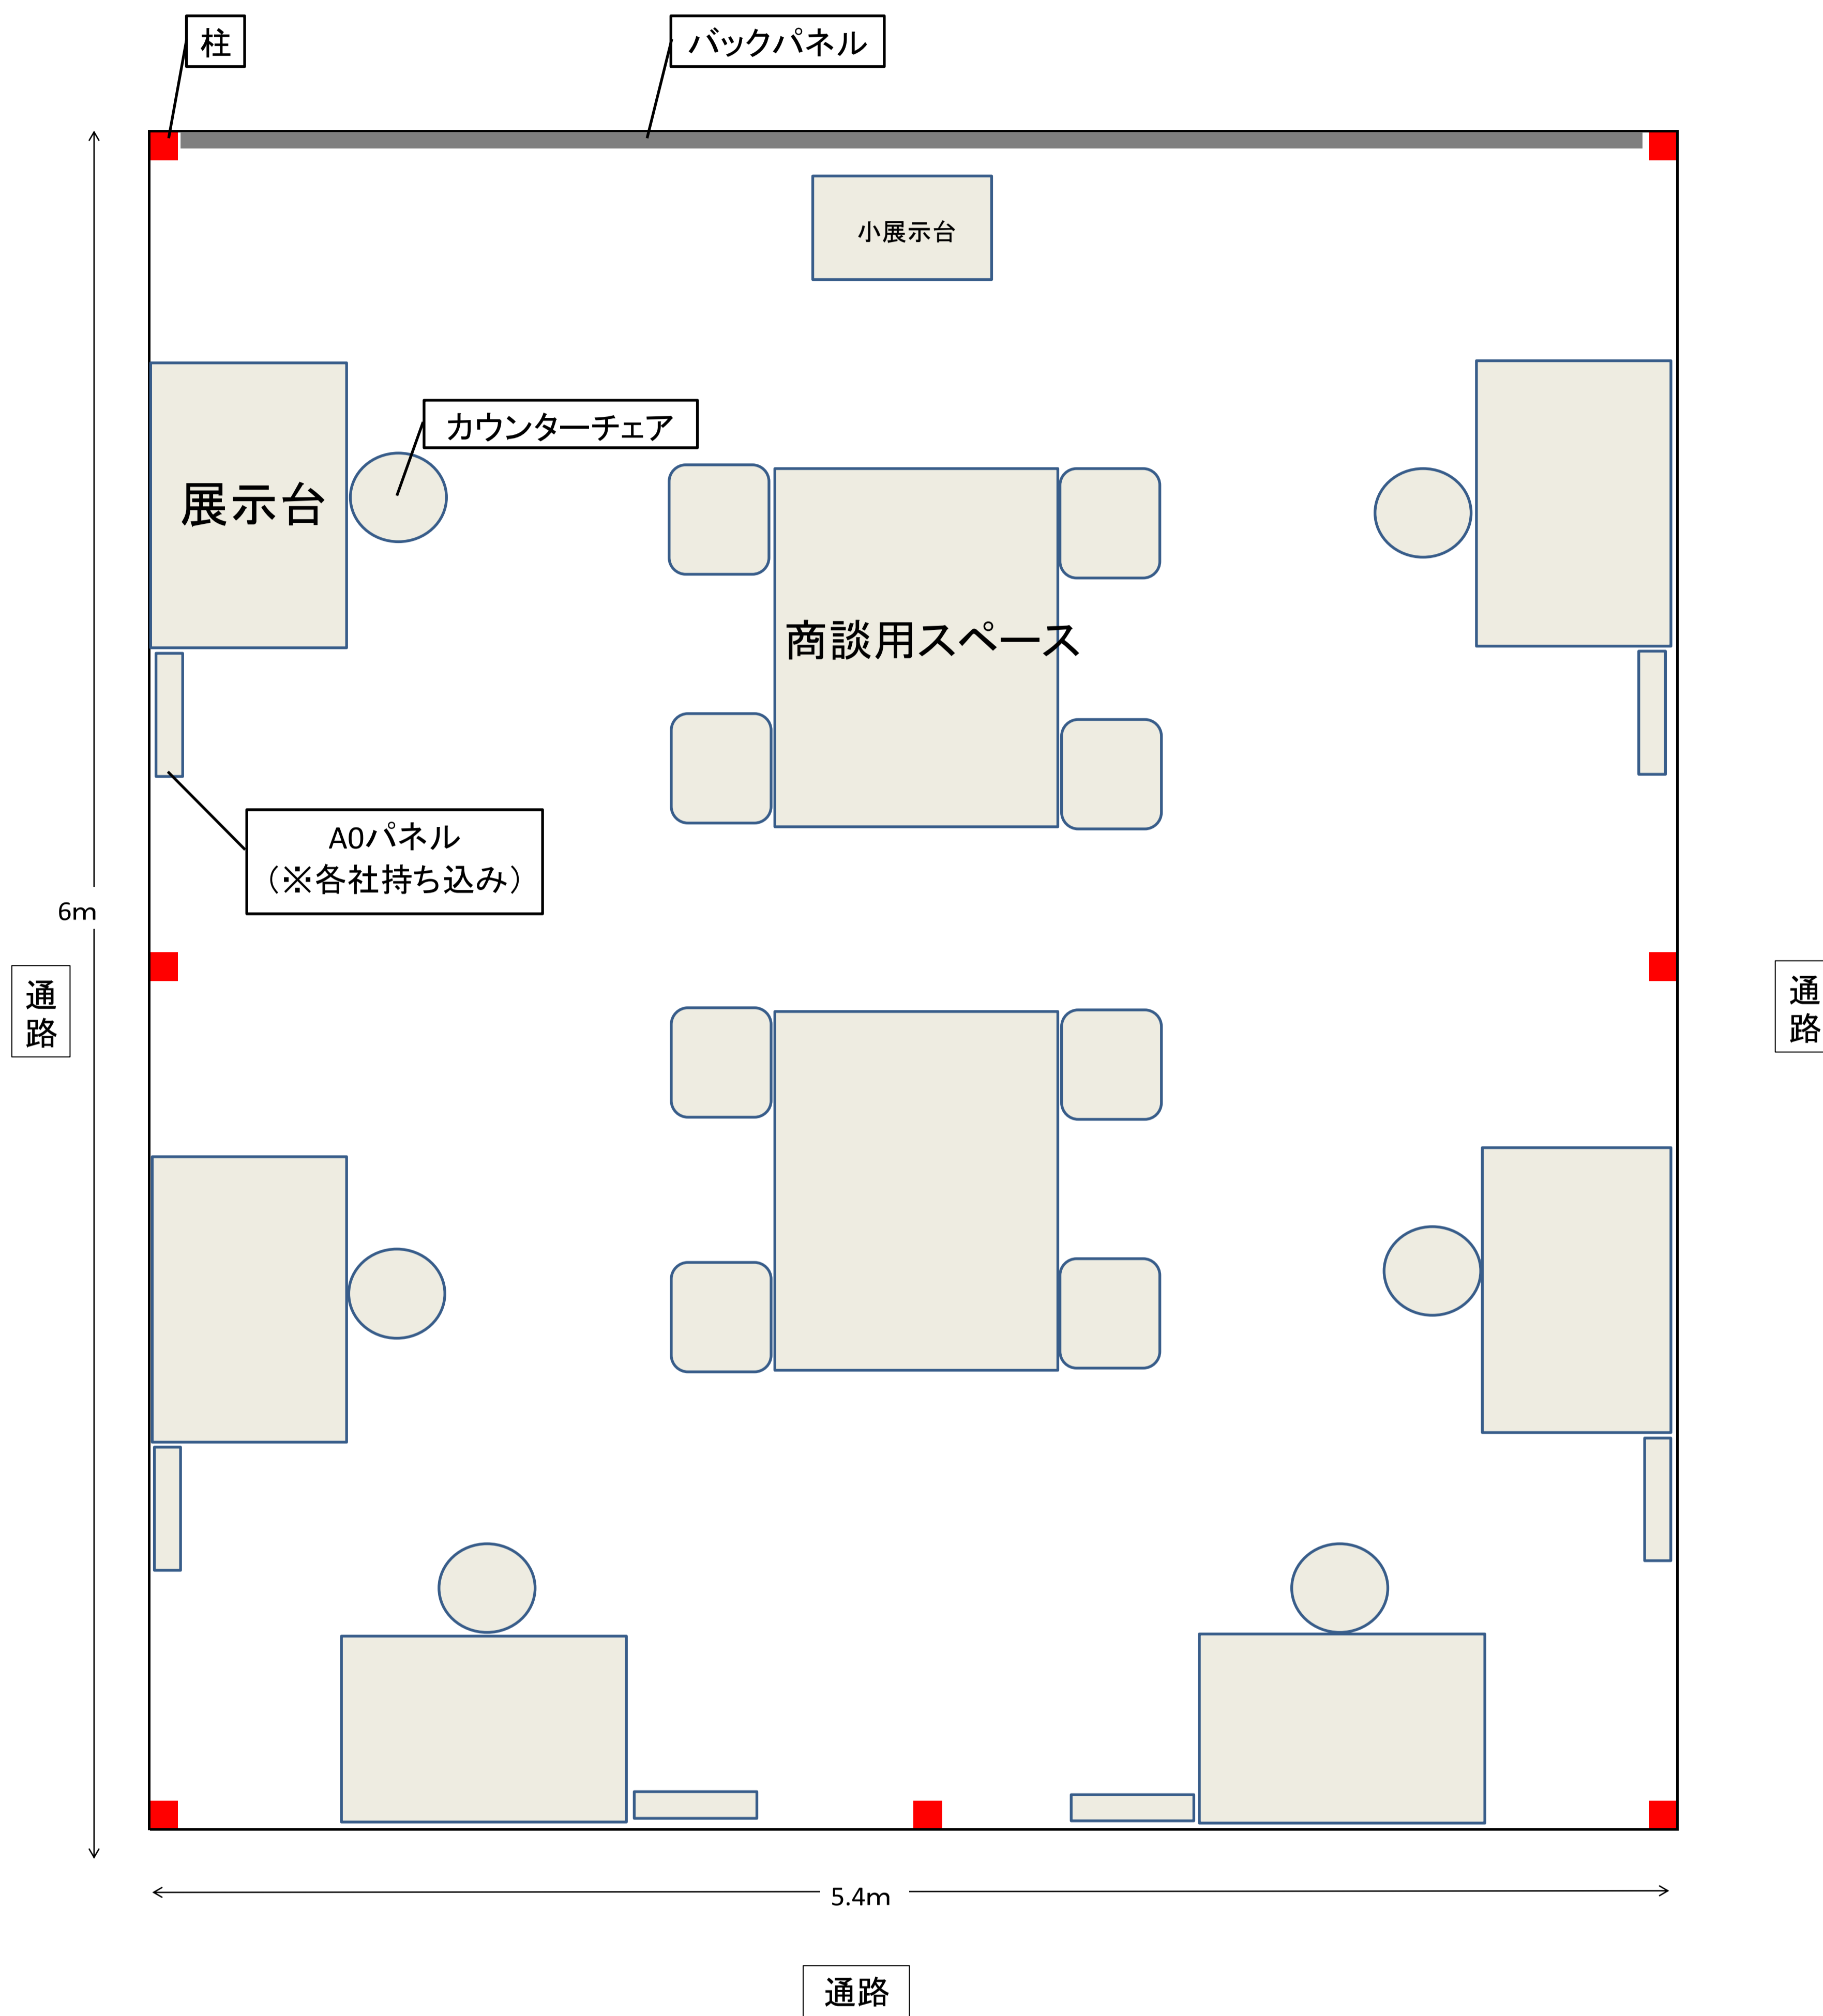 柱
バックパネル
小展示台
カウンターチェア
展示台
商談用スペース
A0パネル
（※各社持ち込み）
6m
通
路
通
路
5.4m
通路